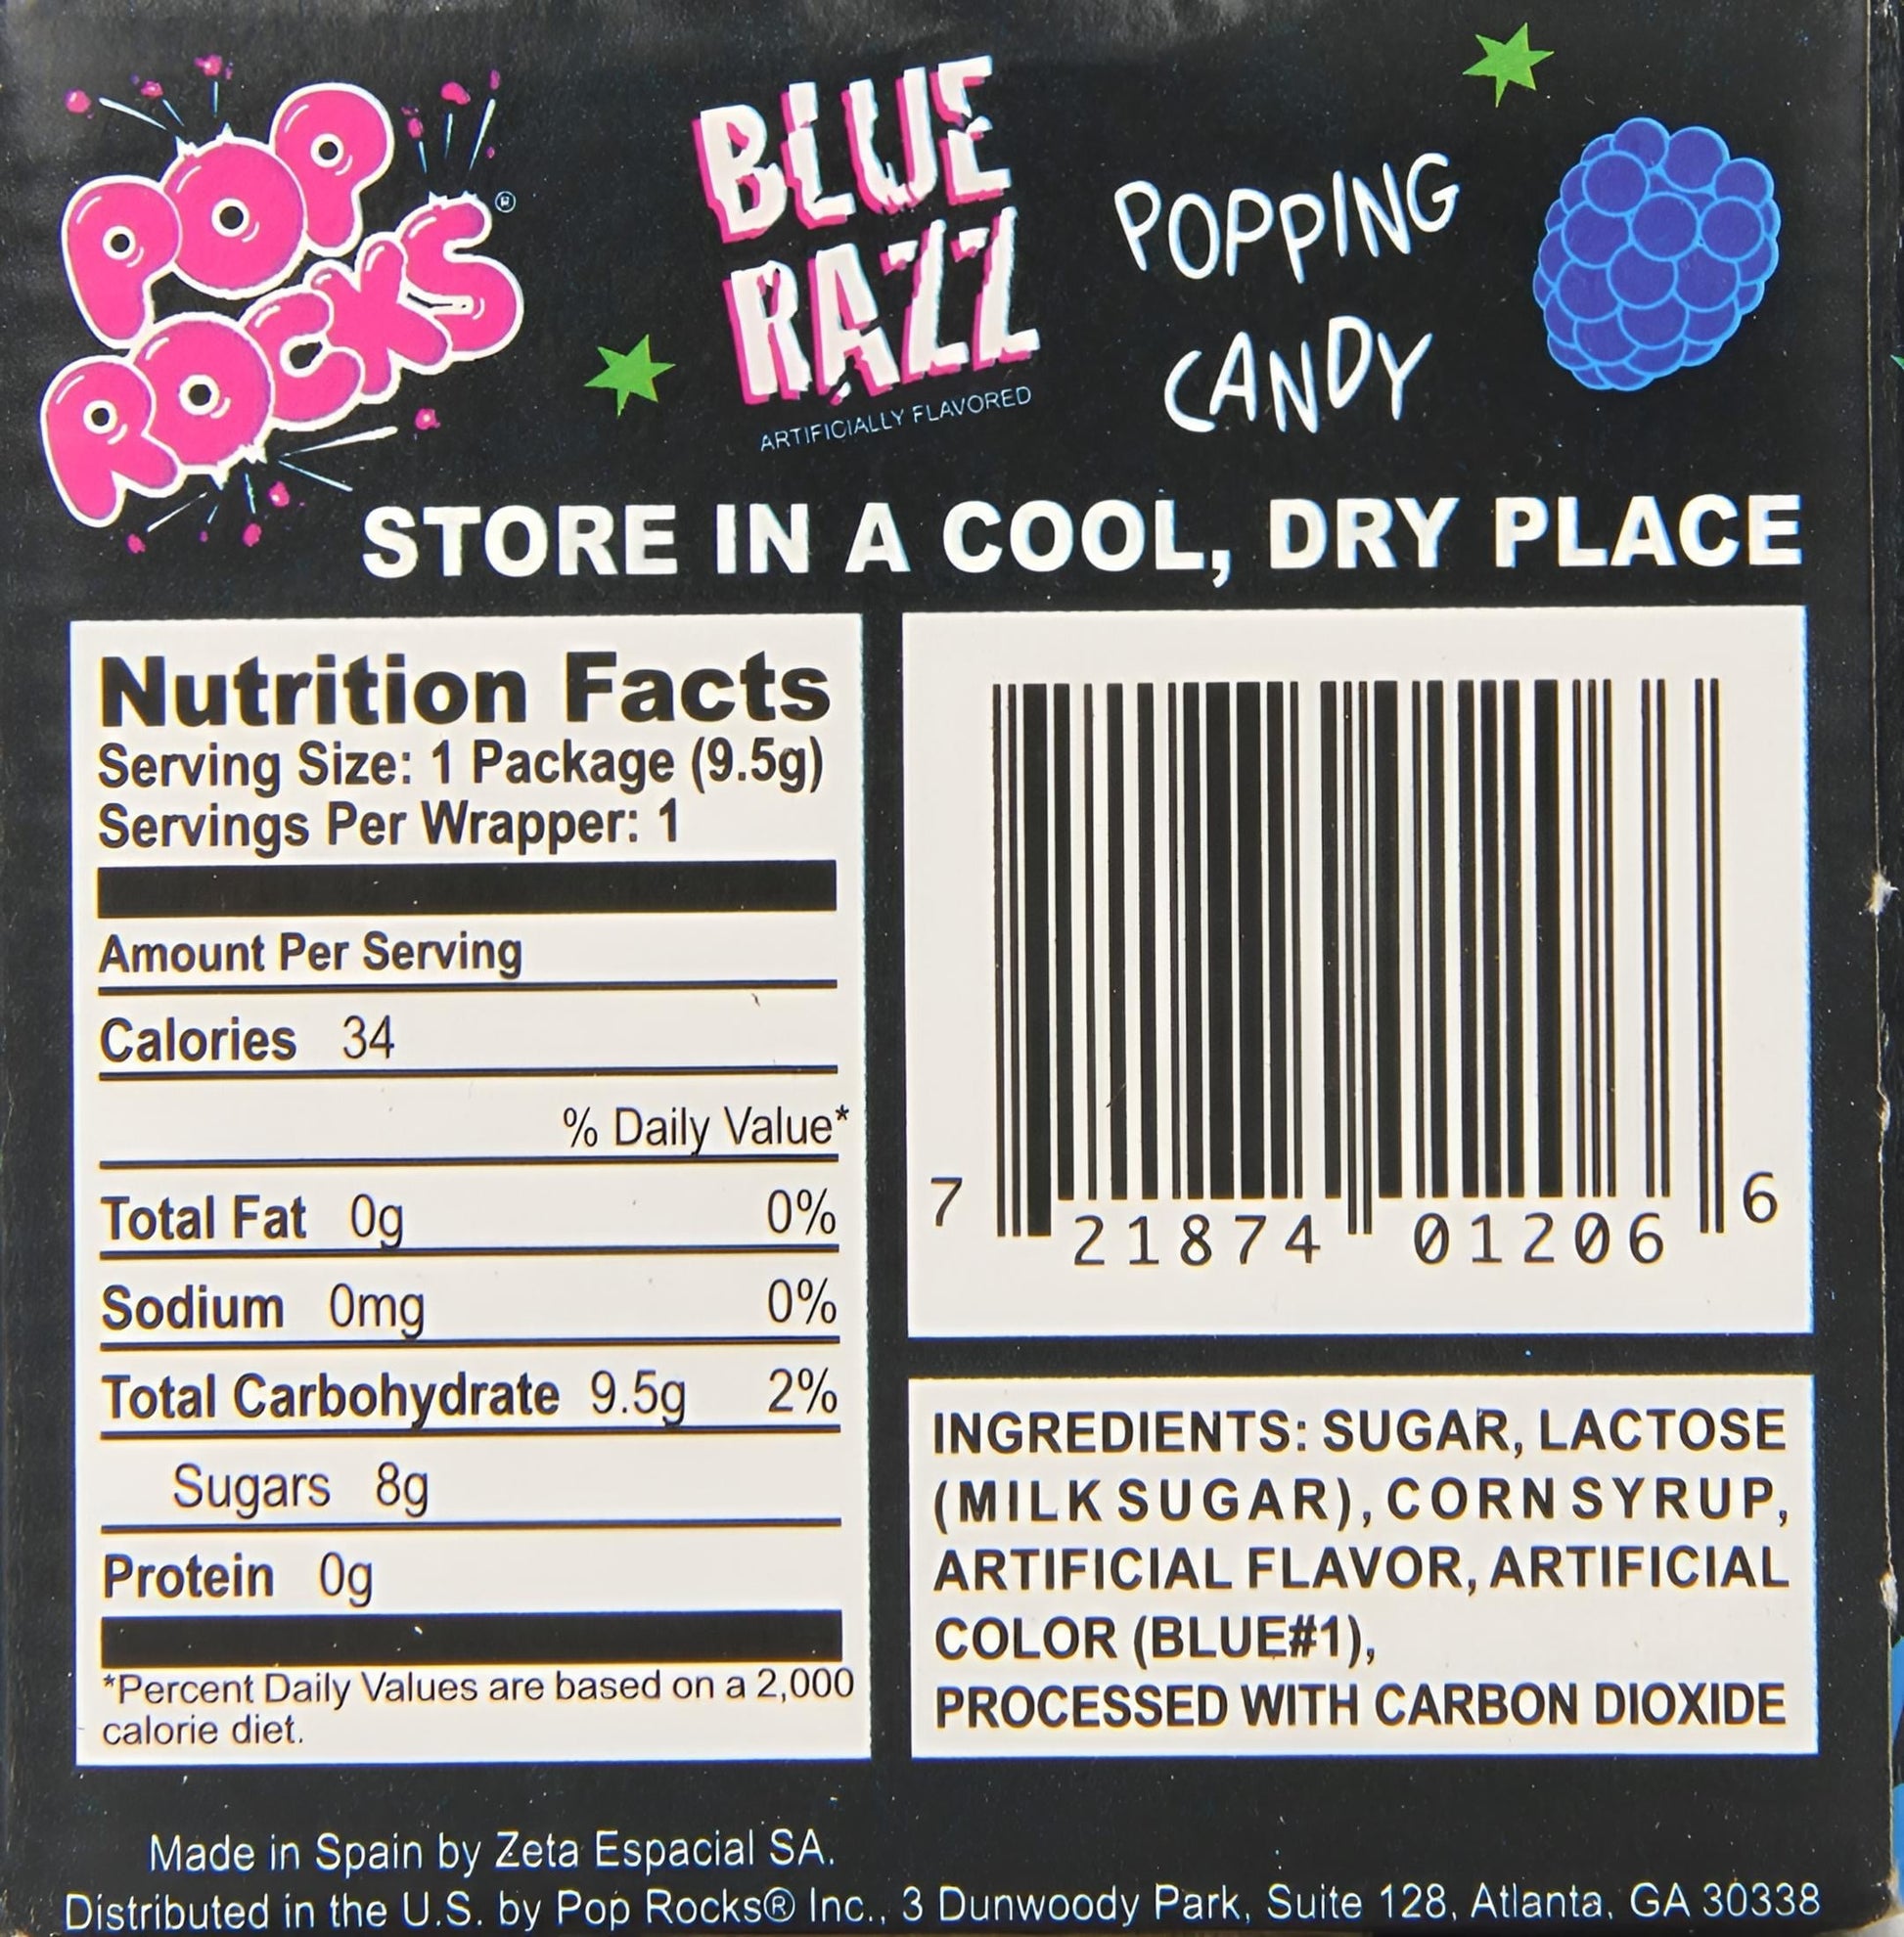 POP
ROCKS®
BLUE
RAZZ
ARTIFICIALLY FLAVORED
POPPING
CANDY
STORE IN A COOL, DRY PLACE
Nutrition Facts
Serving Size: 1 Package (9.5g)
Servings Per Wrapper: 1
Amount Per Serving
Calories 34
% Daily Value*
Total Fat 0g 0%
Sodium 0mg 0%
Total Carbohydrate 9.5g 2%
Sugars 8g
Protein 0g
*Percent Daily Values are based on a 2,000
calorie diet.
7 21874 01206 6
INGREDIENTS: SUGAR, LACTOSE
(MILK SUGAR), CORN SYRUP,
ARTIFICIAL FLAVOR, ARTIFICIAL
COLOR (BLUE#1),
PROCESSED WITH CARBON DIOXIDE
Made in Spain by Zeta Espacial SA.
Distributed in the U.S. by Pop Rocks® Inc., 3 Dunwoody Park, Suite 128, Atlanta, GA 30338